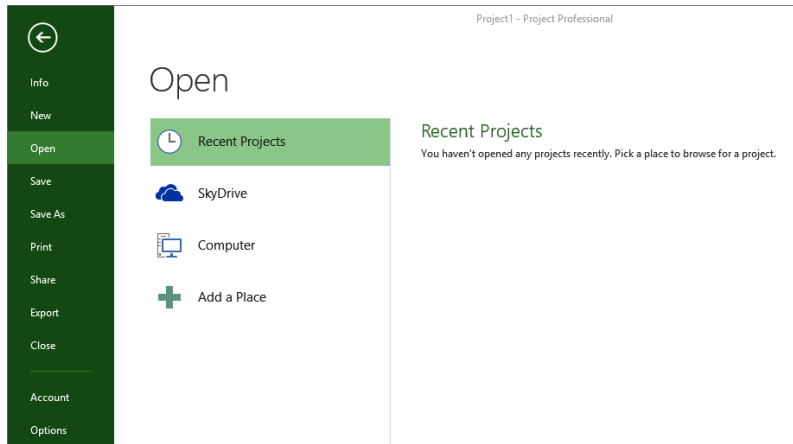 Project1 - Project Professional
Info
New
Open
Save
Save As
Print
Share
Export
Close
Account
Options
Open
Recent Projects
SkyDrive
Computer
Add a Place
Recent Projects
You haven't opened any projects recently. Pick a place to browse for a project.